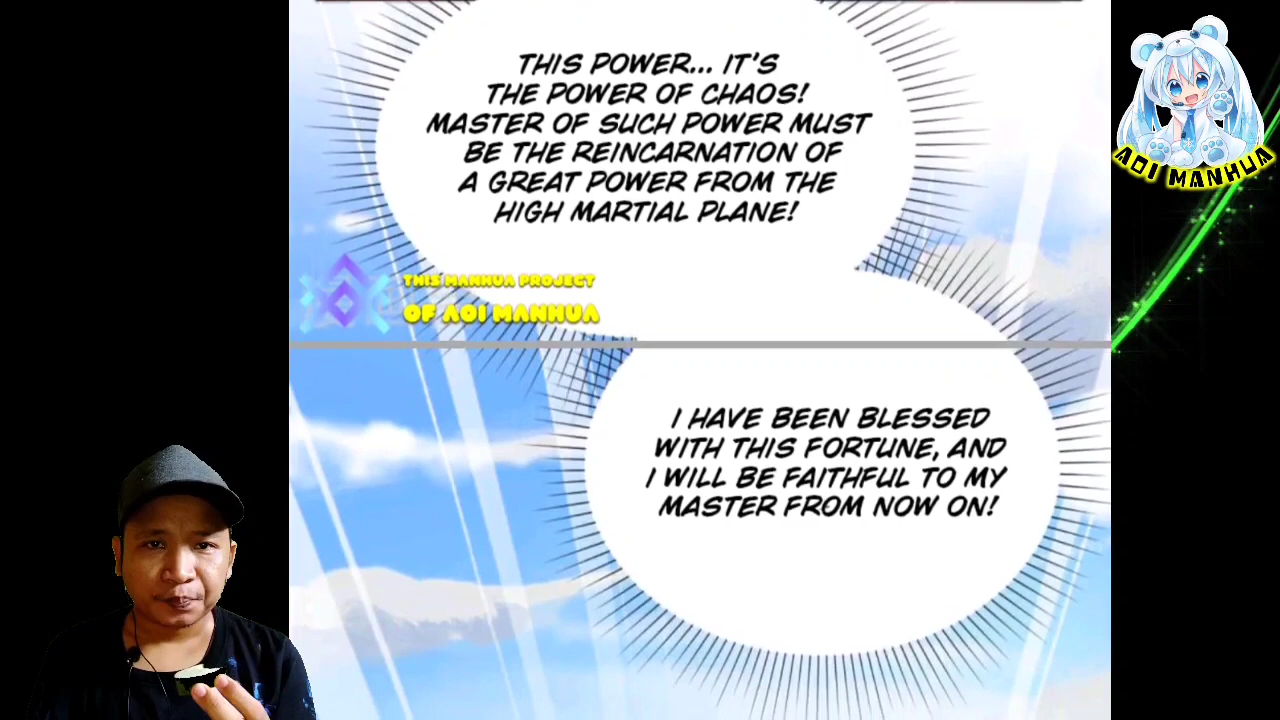 THIS POWER... IT'S
THE POWER OF CHAOS!
MASTER OF SUCH POWER MUST
BE THE REINCARNATION OF
A GREAT POWER FROM THE
HIGH MARTIAL PLANE!
THIS MANHUA PROJECT
OF AOI MANHUA
I HAVE BEEN BLESSED
WITH THIS FORTUNE, AND
I WILL BE FAITHFUL TO MY
MASTER FROM NOW ON!
AOI MANHUA